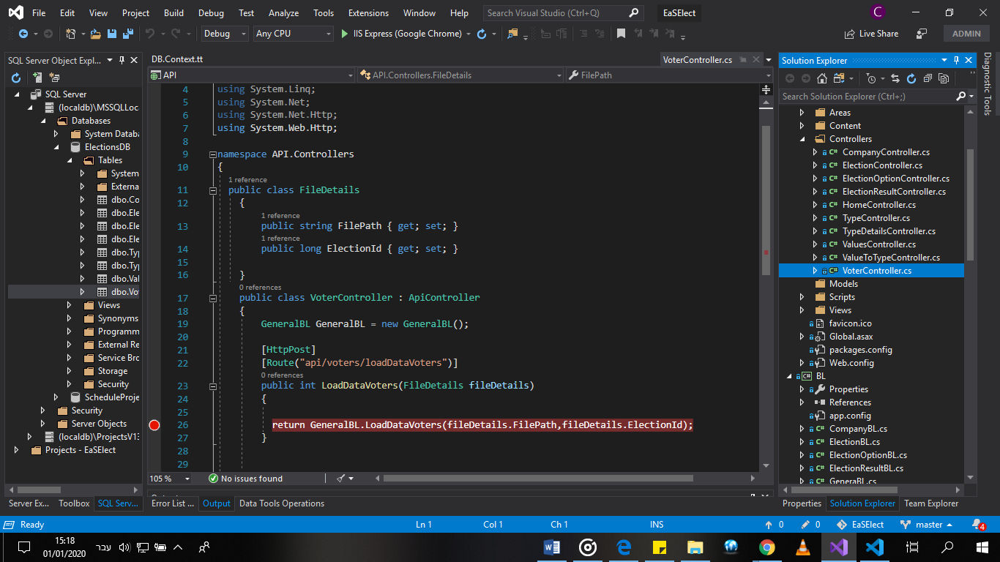 File Edit View Project Build Debug Test Analyze Tools Extensions Window Help Search Visual Studio (Ctrl+Q) EaSElect C
Debug Any CPU IIS Express (Google Chrome) Live Share ADMIN
SQL Server Object Expl...
SQL Server
(localdb)\MSSQLLoc
Databases
System Databa
ElectionsDB
Tables
System
Externa
dbo.Co
dbo.Ele
dbo.Ele
dbo.Ele
dbo.Typ
dbo.Typ
dbo.Val
dbo.Vo
Views
Synonyms
Programm
External Re
Service Bro
Storage
Security
ScheduleProje
Security
Server Objects
(localdb)\ProjectsV13
Projects - EaSElect
Server Ex... Toolbox SQL Serv...
DB.Context.tt VoterController.cs
API API.Controllers.FileDetails FilePath
4 using System.Linq;
5 using System.Net;
6 using System.Net.Http;
7 using System.Web.Http;
8
9 namespace API.Controllers
10 {
1 reference
11 public class FileDetails
12 {
1 reference
13 public string FilePath { get; set; }
1 reference
14 public long ElectionId { get; set; }
15
16 }
0 references
17 public class VoterController : ApiController
18 {
19 GeneralBL GeneralBL = new GeneralBL();
20
21 [HttpPost]
22 [Route("api/voters/loadDataVoters")]
0 references
23 public int LoadDataVoters(FileDetails fileDetails)
24 {
25
26 return GeneralBL.LoadDataVoters(fileDetails.FilePath,fileDetails.ElectionId);
27 }
28
29
105 % No issues found
Error List ... Output Data Tools Operations
Solution Explorer
Search Solution Explorer (Ctrl+;)
Areas
Content
Controllers
CompanyController.cs
ElectionController.cs
ElectionOptionController.cs
ElectionResultController.cs
HomeController.cs
TypeController.cs
TypeDetailsController.cs
ValuesController.cs
ValueToTypeController.cs
VoterController.cs
Models
Scripts
Views
favicon.ico
Global.asax
packages.config
Web.config
BL
Properties
References
app.config
CompanyBL.cs
ElectionBL.cs
ElectionOptionBL.cs
ElectionResultBL.cs
GeneraBL.cs
Properties Solution Explorer Team Explorer
Diagnostic Tools
Ready Ln 1 Col 1 Ch 1 INS 0 0 EaSElect master 4
15:18
01/01/2020
עבר